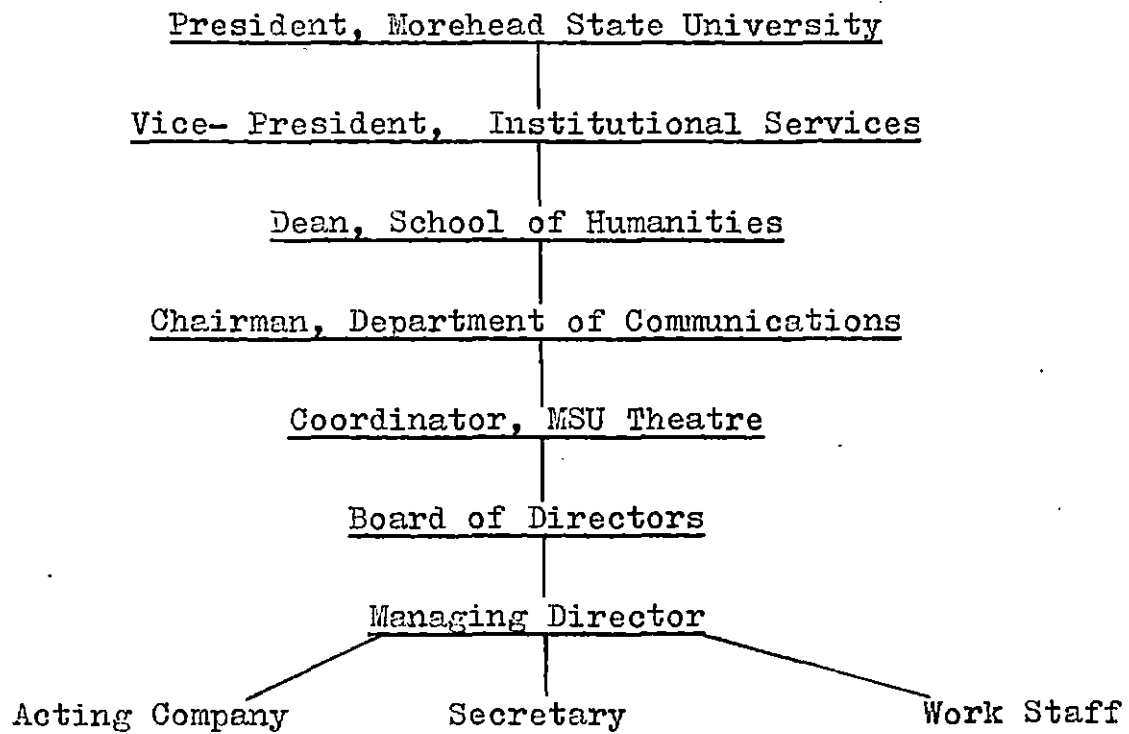 President, Morehead State University
Vice- President, Institutional Services
Dean, School of Humanities
Chairman, Department of Communications
Coordinator, MSU Theatre
Board of Directors
Managing Director
Acting Company Secretary Work Staff